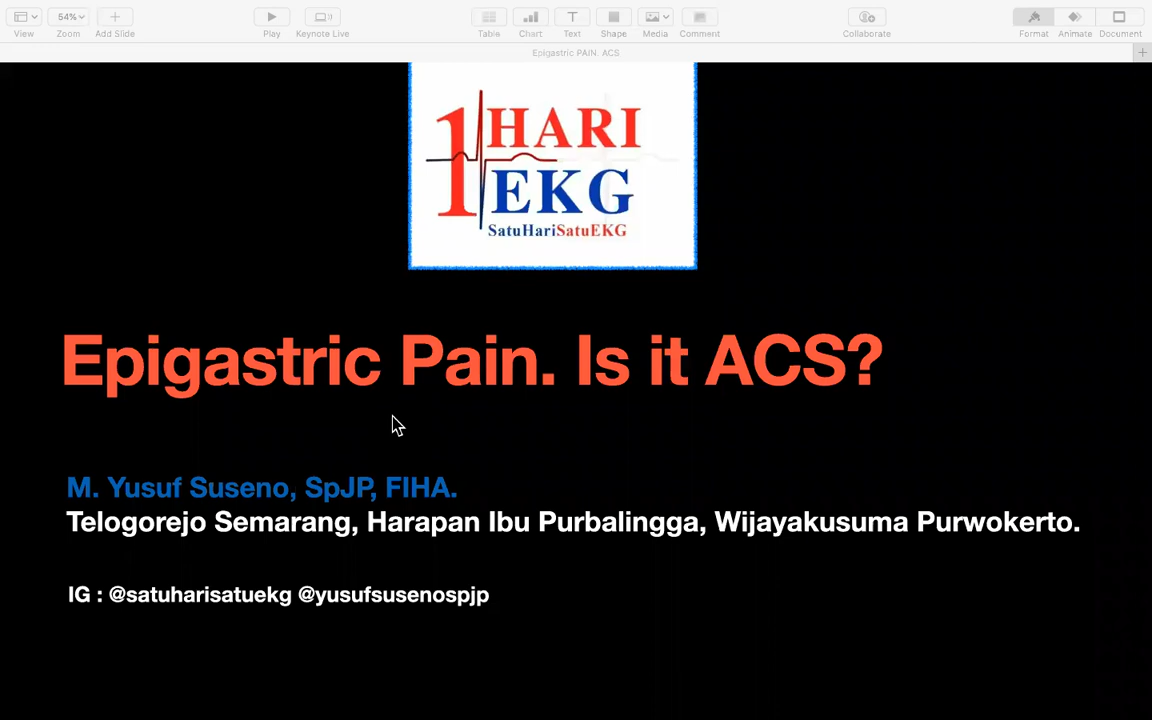 54%
View
Zoom
Add Slide
Play
Keynote Live
Table
Chart
Text
Shape
Media
Comment
Collaborate
Format
Animate
Document
Epigastric PAIN. ACS
1 HARI
EKG
SatuHariSatuEKG
Epigastric Pain. Is it ACS?
M. Yusuf Suseno, SpJP, FIHA.
Telogorejo Semarang, Harapan Ibu Purbalingga, Wijayakusuma Purwokerto.
IG : @satuharisatuekg @yusufsusenospjp